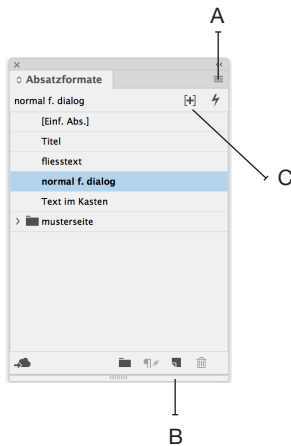 A
Absatzformate
normal f. dialog
[Einf. Abs.]
Titel
fliesstext
normal f. dialog
Text im Kasten
musterseite
C
B